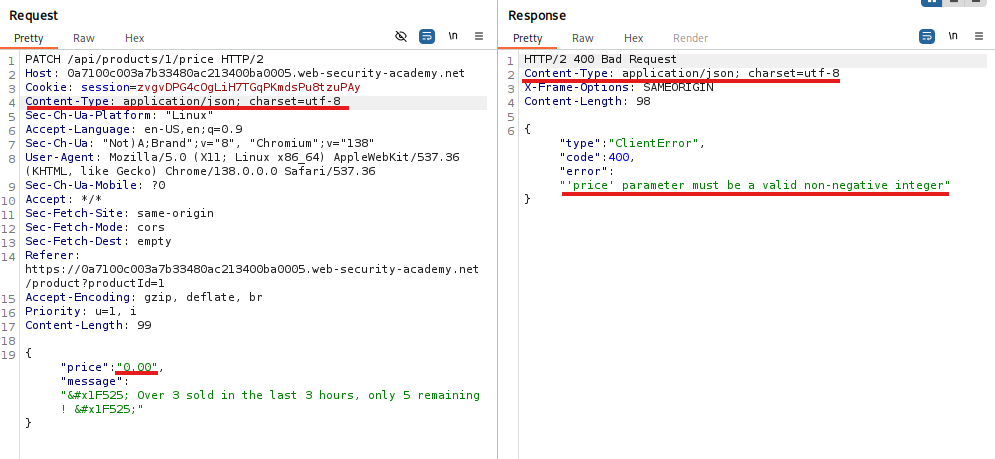 Request
Pretty Raw Hex \n
1 PATCH /api/products/1/price HTTP/2
2 Host: 0a7100c003a7b33480ac213400ba0005.web-security-academy.net
3 Cookie: session=zvgvDPG4cOgLiH7TGqPKmdsPu8tzuPAy
4 Content-Type: application/json; charset=utf-8
5 Sec-Ch-Ua-Platform: "Linux"
6 Accept-Language: en-US,en;q=0.9
7 Sec-Ch-Ua: "Not)A;Brand";v="8", "Chromium";v="138"
8 User-Agent: Mozilla/5.0 (X11; Linux x86_64) AppleWebKit/537.36
(KHTML, like Gecko) Chrome/138.0.0.0 Safari/537.36
9 Sec-Ch-Ua-Mobile: ?0
10 Accept: */*
11 Sec-Fetch-Site: same-origin
12 Sec-Fetch-Mode: cors
13 Sec-Fetch-Dest: empty
14 Referer:
https://0a7100c003a7b33480ac213400ba0005.web-security-academy.net
/product?productId=1
15 Accept-Encoding: gzip, deflate, br
16 Priority: u=1, i
17 Content-Length: 99
18
19 {
"price":"0.00",
"message":
"&#x1F525; Over 3 sold in the last 3 hours, only 5 remaining
! &#x1F525;"
}
Response
Pretty Raw Hex Render \n
1 HTTP/2 400 Bad Request
2 Content-Type: application/json; charset=utf-8
3 X-Frame-Options: SAMEORIGIN
4 Content-Length: 98
5
6 {
"type":"ClientError",
"code":400,
"error":
"'price' parameter must be a valid non-negative integer"
}